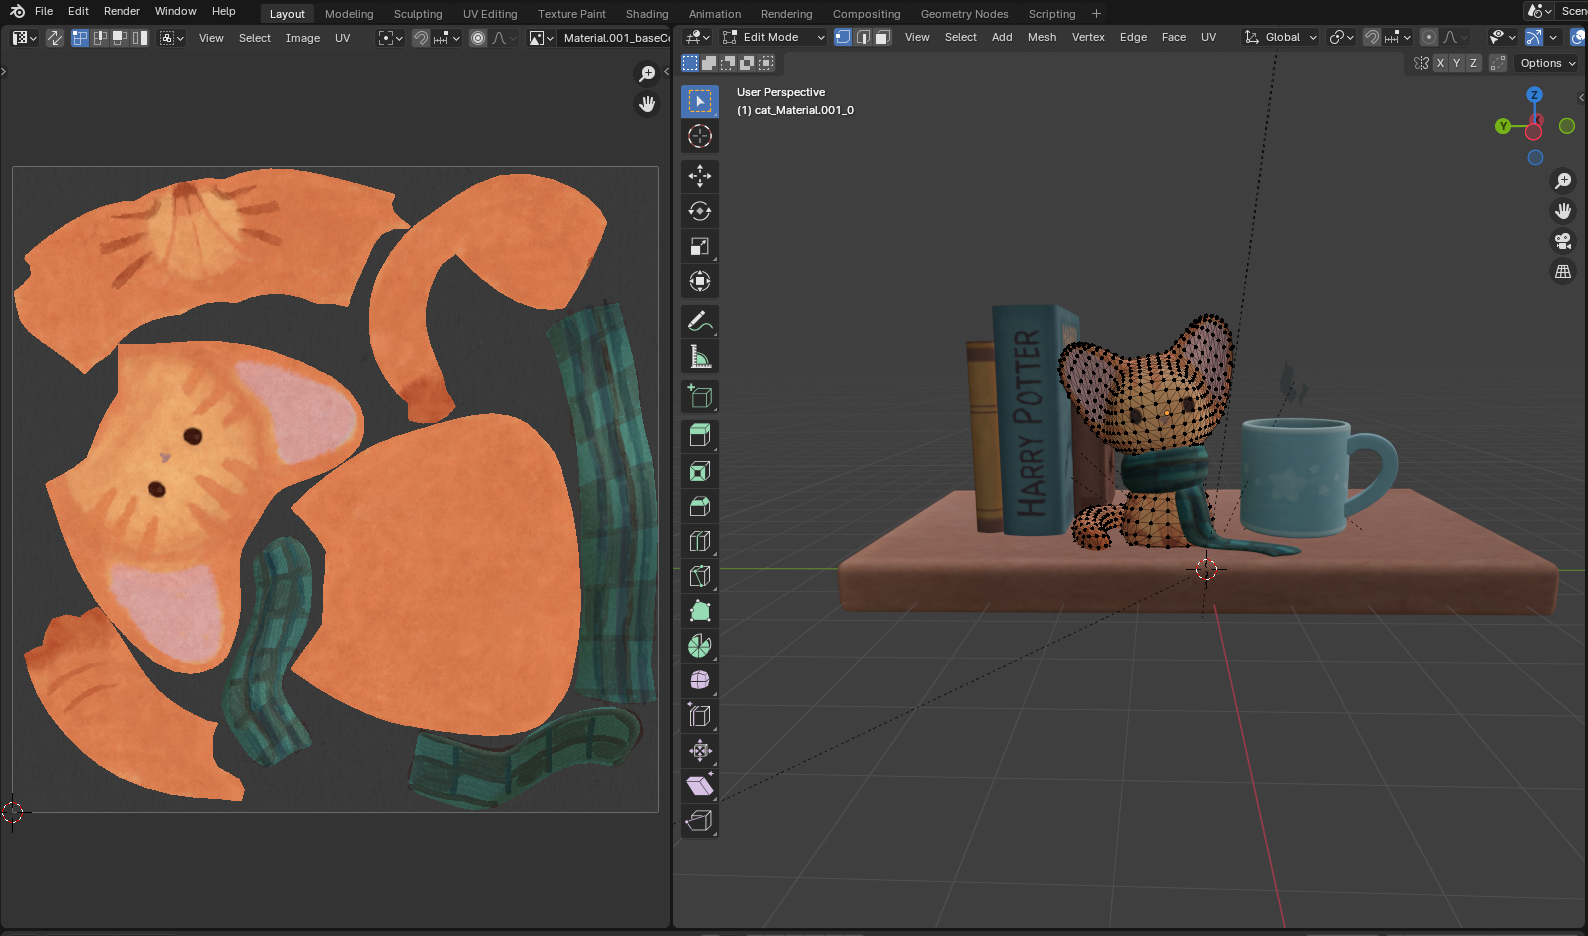 File Edit Render Window Help Layout Modeling Sculpting UV Editing Texture Paint Shading Animation Rendering Compositing Geometry Nodes Scripting + Scen
View Select Image UV Material.001_baseCo
Edit Mode View Select Add Mesh Vertex Edge Face UV Global
X Y Z Options
User Perspective
(1) cat_Material.001_0
Z
Y
HARRY POTTER